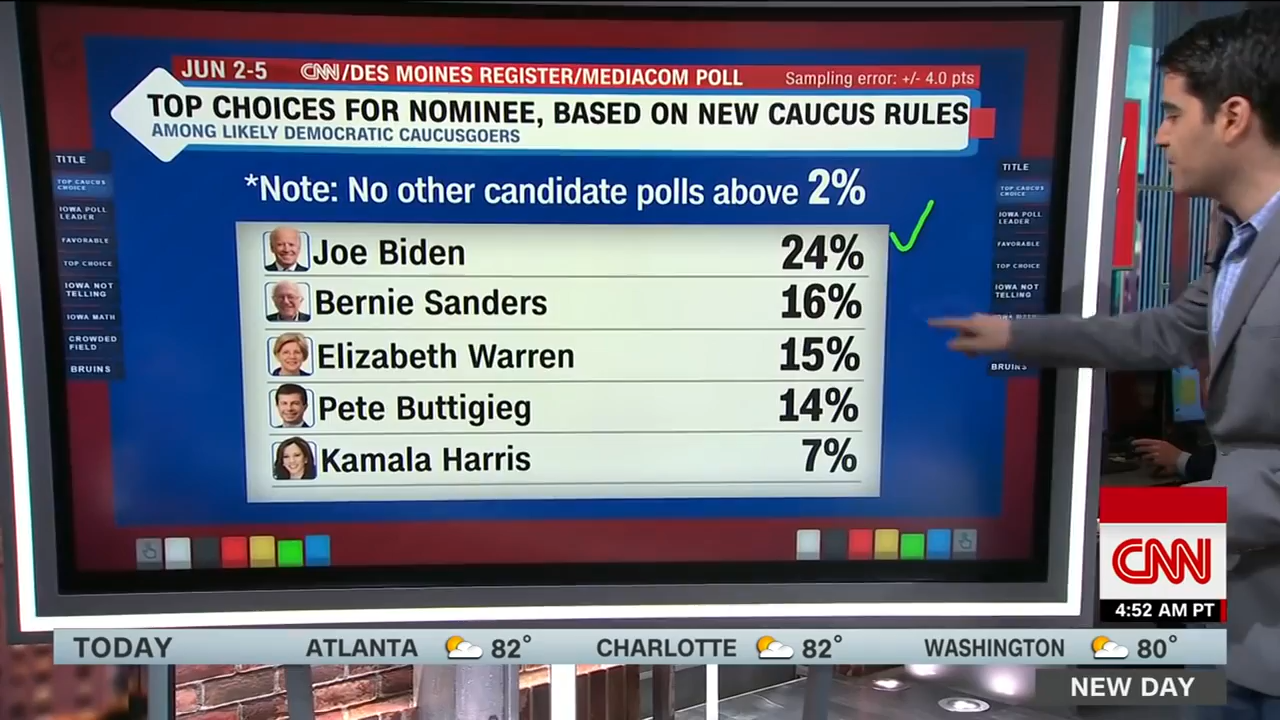 JUN 2-5 CNN/DES MOINES REGISTER/MEDIACOM POLL Sampling error: +/- 4.0 pts
TOP CHOICES FOR NOMINEE, BASED ON NEW CAUCUS RULES
AMONG LIKELY DEMOCRATIC CAUCUSGOERS
*Note: No other candidate polls above 2%
Joe Biden 24%
Bernie Sanders 16%
Elizabeth Warren 15%
Pete Buttigieg 14%
Kamala Harris 7%
TITLE
TOP CAUCUS
CHOICE
IOWA POLL
LEADER
FAVORABLE
TOP CHOICE
IOWA NOT
TELLING
IOWA MATH
CROWDED
FIELD
BRUINS
TITLE
TOP CAUCUS
CHOICE
IOWA POLL
LEADER
FAVORABLE
TOP CHOICE
IOWA NOT
TELLING
BRUINS
CNN
4:52 AM PT
TODAY ATLANTA 82° CHARLOTTE 82° WASHINGTON 80°
NEW DAY